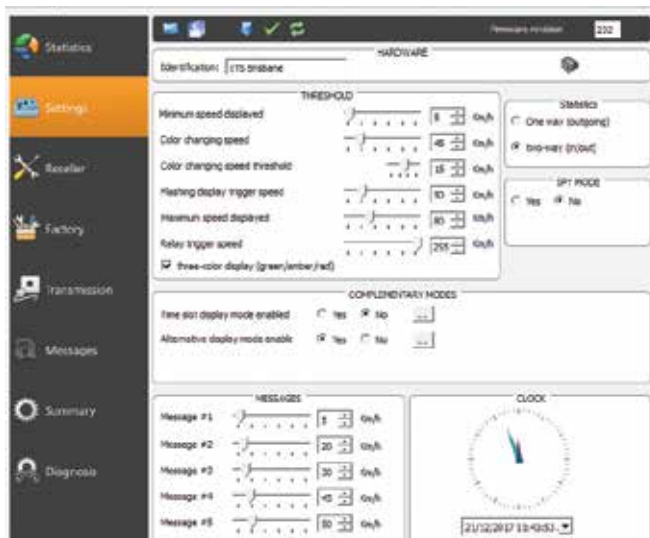 Statistics
Settings
Reseller
Factory
Transmission
Messages
Summary
Diagnosis
Firmware revision 232
HARDWARE
Identification: ETS Brisbane
THRESHOLD
Minimum speed displayed 5 Km/h
Color changing speed 45 Km/h
Color changing speed threshold 15 Km/h
Flashing display trigger speed 50 Km/h
Maximum speed displayed 80 Km/h
Relay trigger speed 255 Km/h
three-color display (green/amber/red)
Statistics
One way (outgoing)
two-way (in/out)
SPY MODE
Yes No
COMPLEMENTARY MODES
Time slot display mode enabled Yes No ...
Alternative display mode enable Yes No ...
MESSAGES
Message #1 5 Km/h
Message #2 20 Km/h
Message #3 30 Km/h
Message #4 45 Km/h
Message #5 50 Km/h
CLOCK
21/12/2017